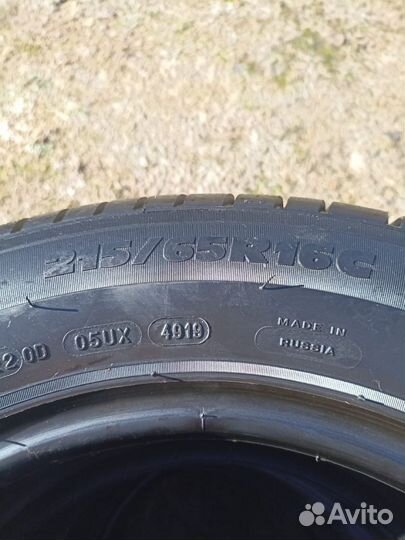 215/65R16C
20D 05UX 4919 MADE IN RUSSIA
Avito